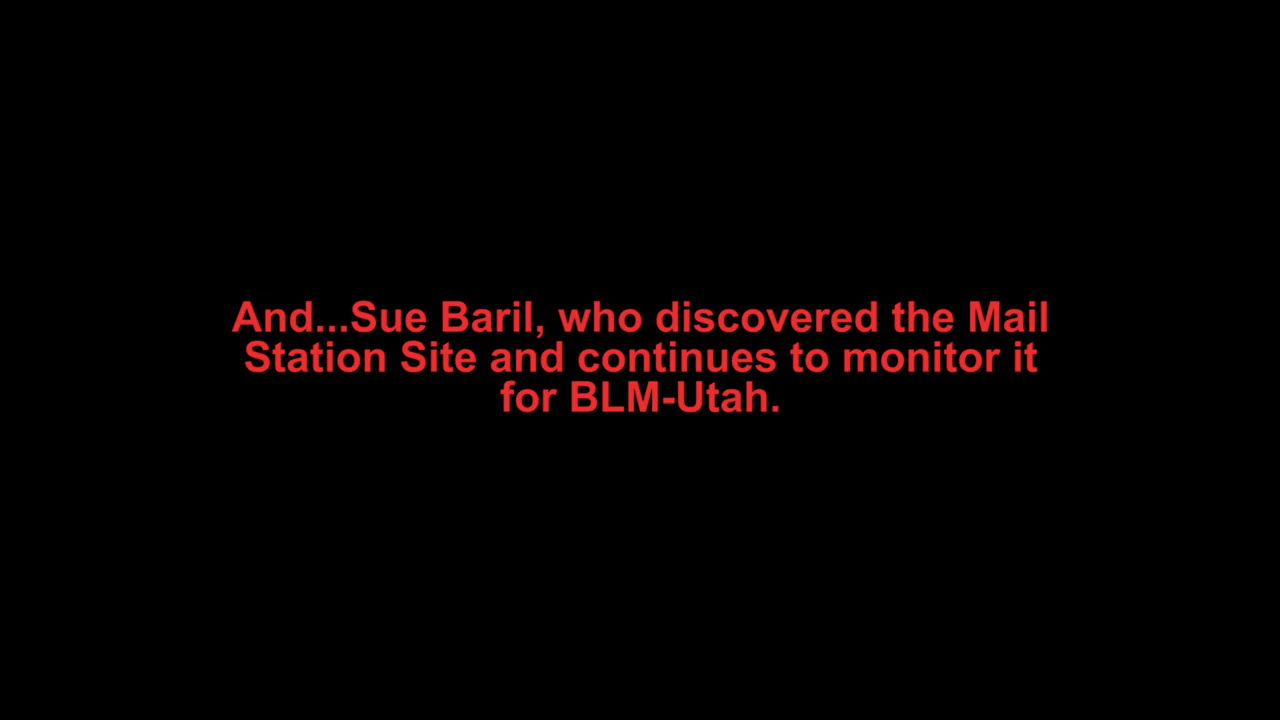 And...Sue Baril, who discovered the Mail
Station Site and continues to monitor it
for BLM-Utah.